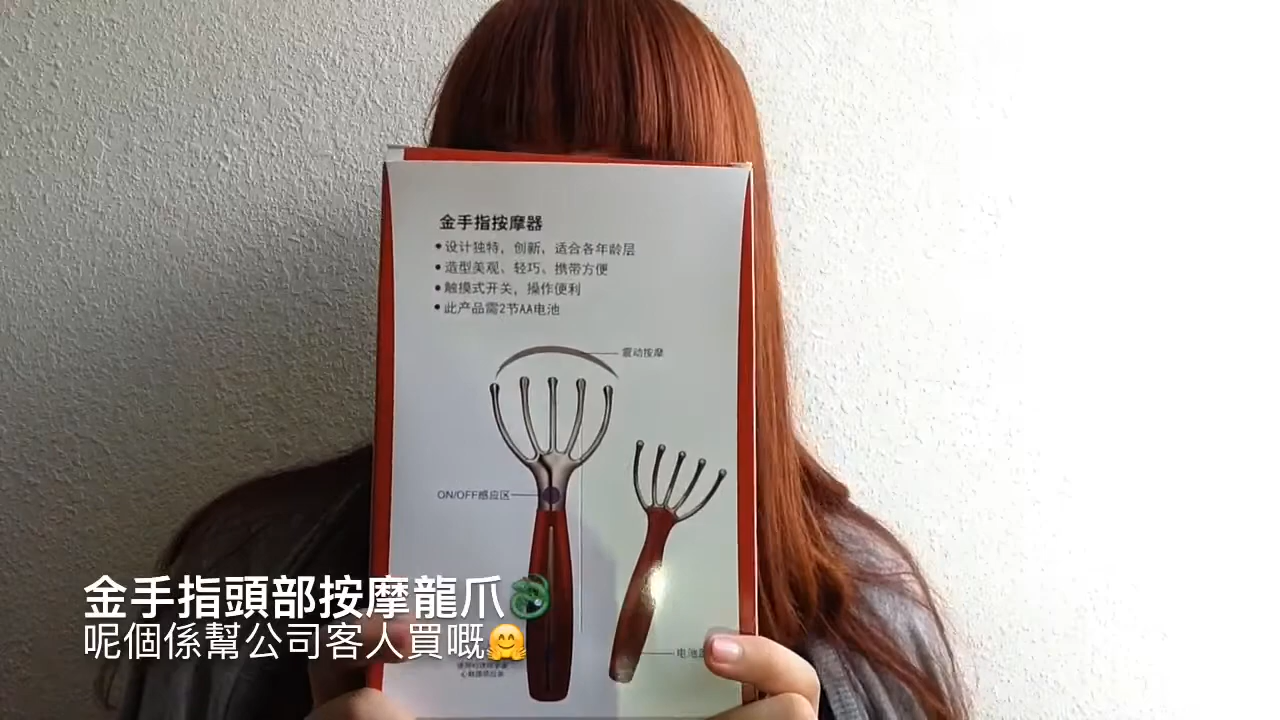 金手指按摩器
•设计独特，创新，适合各年龄层
•造型美观、轻巧、携带方便
•触摸式开关，操作便利
•此产品需2节AA电池
震动按摩
ON/OFF感应区
电池
金手指頭部按摩龍爪🐉
呢個係幫公司客人買嘅🤗